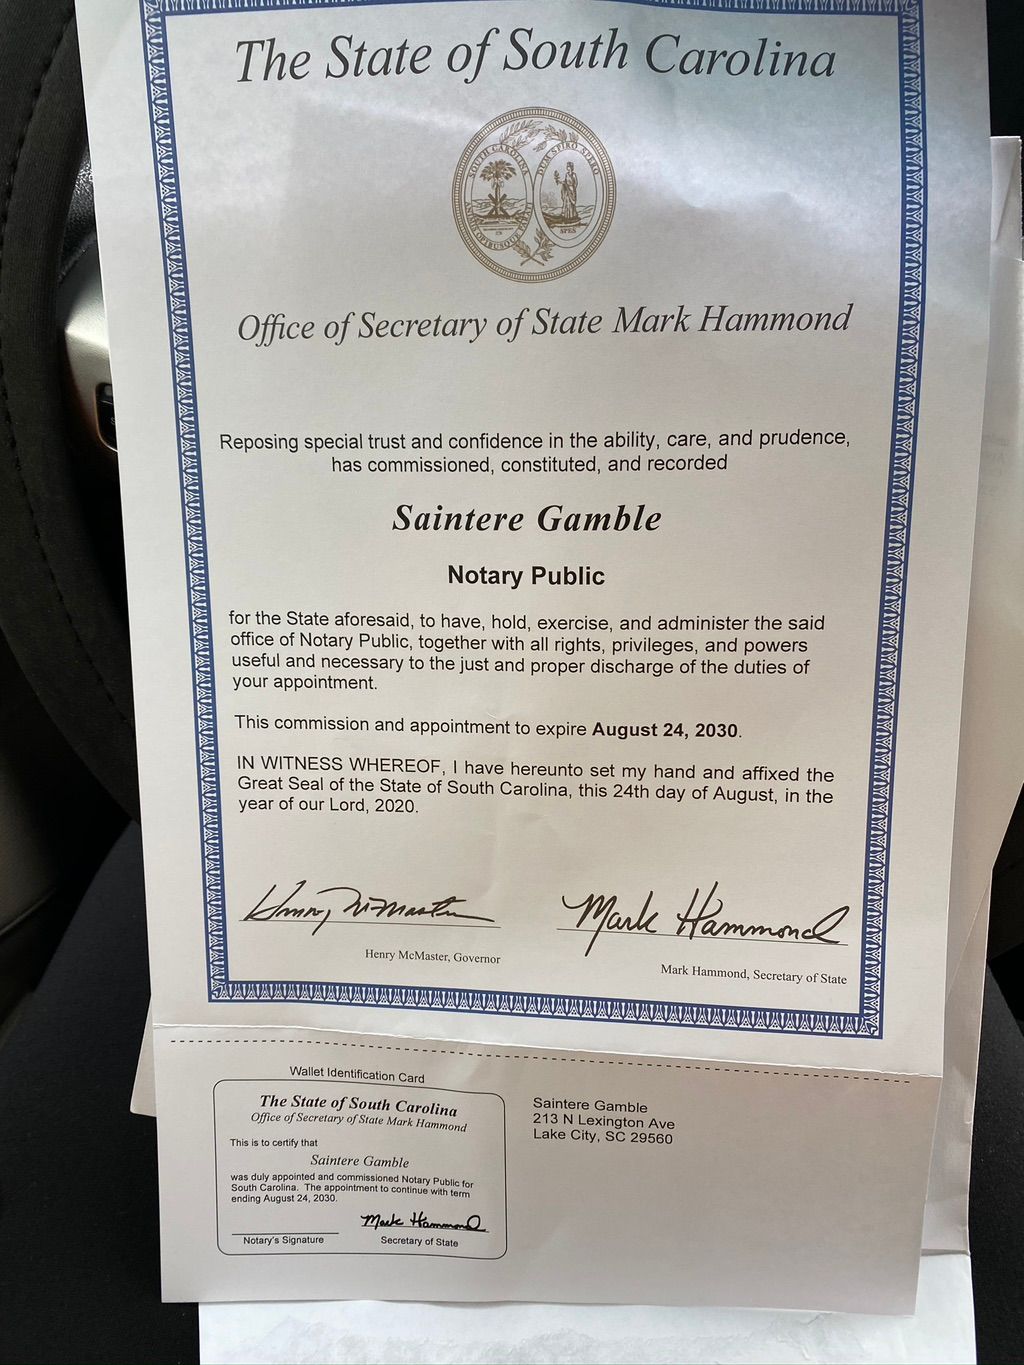 The State of South Carolina
SOUTH CAROLINA
DUM SPIRO SPERO
SPES
Office of Secretary of State Mark Hammond
Reposing special trust and confidence in the ability, care, and prudence,
has commissioned, constituted, and recorded
Saintere Gamble
Notary Public
for the State aforesaid, to have, hold, exercise, and administer the said
office of Notary Public, together with all rights, privileges, and powers
useful and necessary to the just and proper discharge of the duties of
your appointment.
This commission and appointment to expire August 24, 2030.
IN WITNESS WHEREOF, I have hereunto set my hand and affixed the
Great Seal of the State of South Carolina, this 24th day of August, in the
year of our Lord, 2020.
Henry McMaster
Mark Hammond
Henry McMaster, Governor
Mark Hammond, Secretary of State
Wallet Identification Card
The State of South Carolina
Office of Secretary of State Mark Hammond
This is to certify that
Saintere Gamble
was duly appointed and commissioned Notary Public for
South Carolina. The appointment to continue with term
ending August 24, 2030.
Mark Hammond
Notary's Signature
Secretary of State
Saintere Gamble
213 N Lexington Ave
Lake City, SC 29560